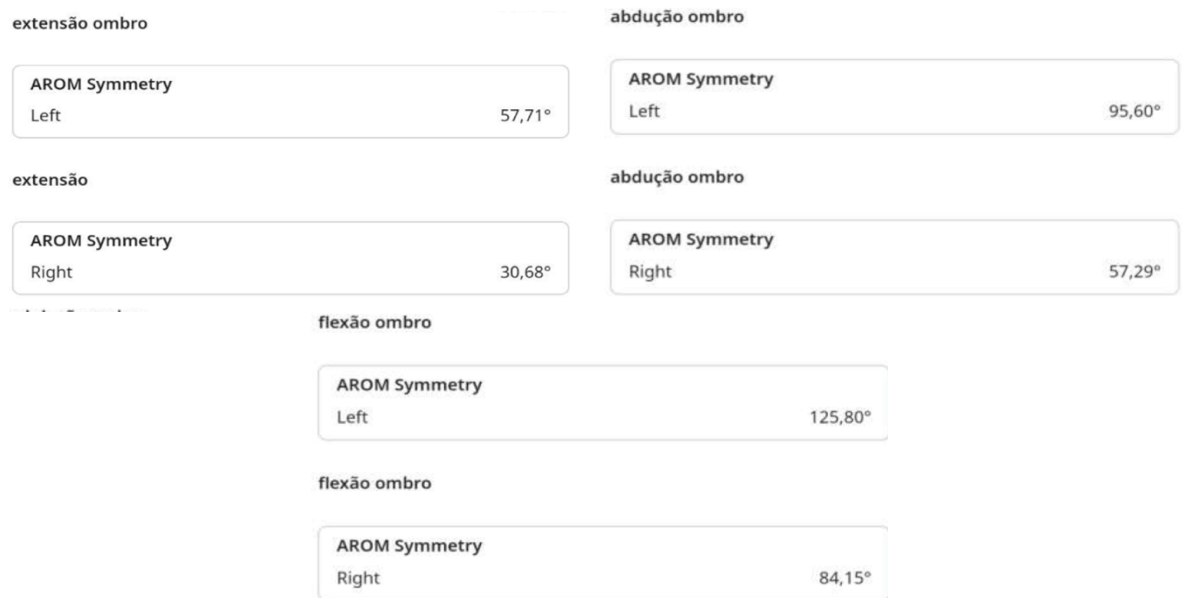 extensão ombro
AROM Symmetry
Left 57,71°
extensão
AROM Symmetry
Right 30,68°
abdução ombro
AROM Symmetry
Left 95,60°
abdução ombro
AROM Symmetry
Right 57,29°
flexão ombro
AROM Symmetry
Left 125,80°
flexão ombro
AROM Symmetry
Right 84,15°